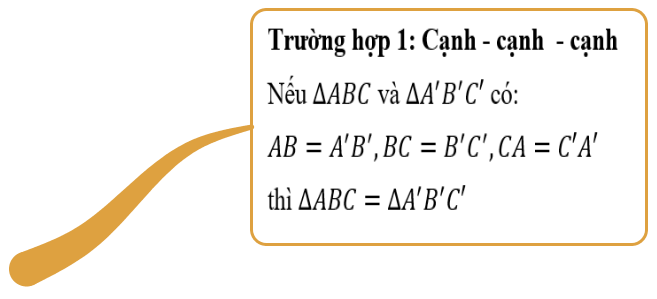 Trường hợp 1: Cạnh - cạnh - cạnh
Nếu ΔABC và ΔA′B′C′ có:
AB = A′B′, BC = B′C′, CA = C′A′
thì ΔABC = ΔA′B′C′